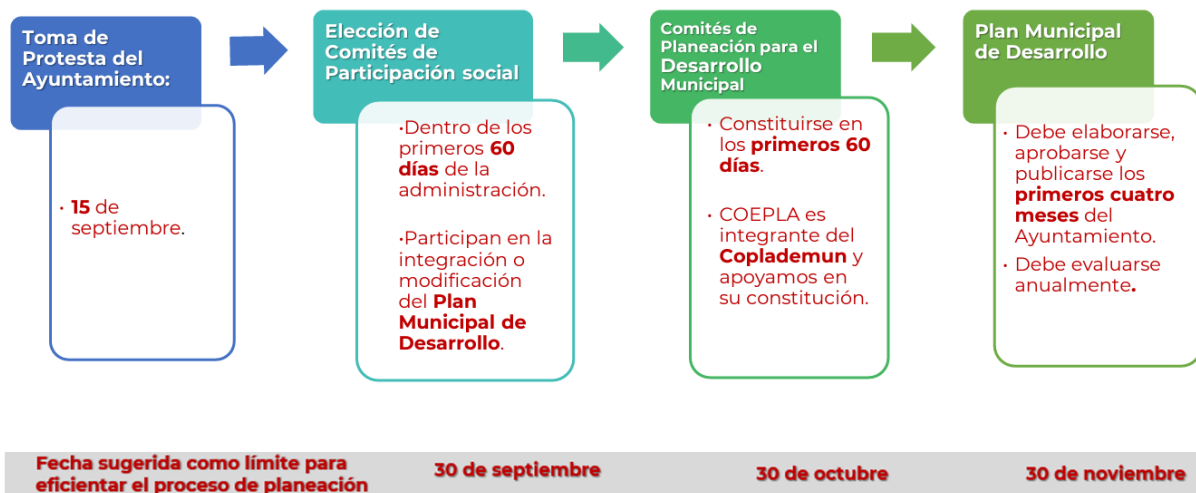 Toma de
Protesta del
Ayuntamiento:
• 15 de
septiembre.
Elección de
Comités de
Participación social
•Dentro de los
primeros 60
días de la
administración.
•Participan en la
integración o
modificación
del Plan
Municipal de
Desarrollo.
Comités de
Planeación para el
Desarrollo
Municipal
• Constituirse en
los primeros 60
días.
• COEPLA es
integrante del
Coplademun y
apoyamos en
su constitución.
Plan Municipal
de Desarrollo
• Debe elaborarse,
aprobarse y
publicarse los
primeros cuatro
meses del
Ayuntamiento.
• Debe evaluarse
anualmente.
Fecha sugerida como límite para
eficientar el proceso de planeación
30 de septiembre
30 de octubre
30 de noviembre